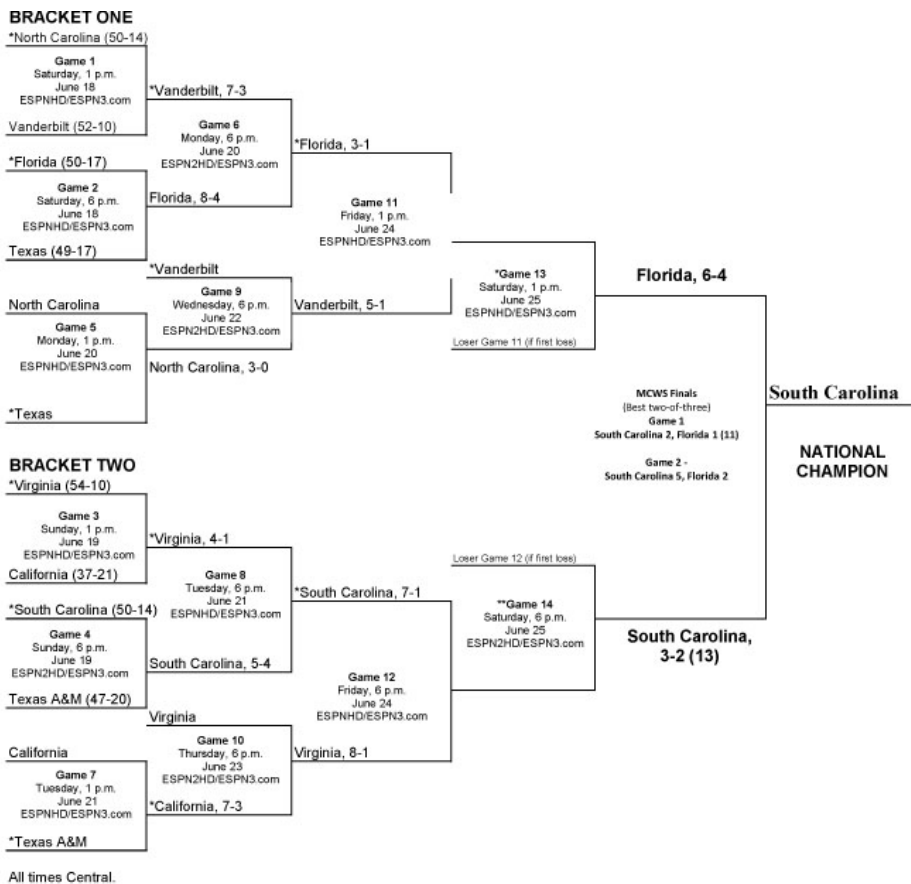 BRACKET ONE
*North Carolina (50-14)
Game 1
Saturday, 1 p.m.
June 18
ESPNHD/ESPN3.com
Vanderbilt (52-10)
*Vanderbilt, 7-3
*Florida (50-17)
Game 2
Saturday, 6 p.m.
June 18
ESPNHD/ESPN3.com
Texas (49-17)
Florida, 8-4
Game 6
Monday, 6 p.m.
June 20
ESPN2HD/ESPN3.com
*Florida, 3-1
North Carolina
Game 5
Monday, 1 p.m.
June 20
ESPNHD/ESPN3.com
*Texas
North Carolina, 3-0
*Vanderbilt
Game 9
Wednesday, 6 p.m.
June 22
ESPN2HD/ESPN3.com
Vanderbilt, 5-1
Game 11
Friday, 1 p.m.
June 24
ESPNHD/ESPN3.com
*Game 13
Saturday, 1 p.m.
June 25
ESPNHD/ESPN3.com
Loser Game 11 (if first loss)
Florida, 6-4
MCWS Finals
(Best two-of-three)
Game 1
South Carolina 2, Florida 1 (11)
Game 2 -
South Carolina 5, Florida 2
South Carolina
NATIONAL
CHAMPION
BRACKET TWO
*Virginia (54-10)
Game 3
Sunday, 1 p.m.
June 19
ESPNHD/ESPN3.com
California (37-21)
*Virginia, 4-1
*South Carolina (50-14)
Game 4
Sunday, 6 p.m.
June 19
ESPN2HD/ESPN3.com
Texas A&M (47-20)
South Carolina, 5-4
Game 8
Tuesday, 6 p.m.
June 21
ESPNHD/ESPN3.com
*South Carolina, 7-1
California
Game 7
Tuesday, 1 p.m.
June 21
ESPNHD/ESPN3.com
*Texas A&M
*California, 7-3
Virginia
Game 10
Thursday, 6 p.m.
June 23
ESPN2HD/ESPN3.com
Virginia, 8-1
Game 12
Friday, 6 p.m.
June 24
ESPNHD/ESPN3.com
Loser Game 12 (if first loss)
**Game 14
Saturday, 6 p.m.
June 25
ESPN2HD/ESPN3.com
South Carolina,
3-2 (13)
All times Central.